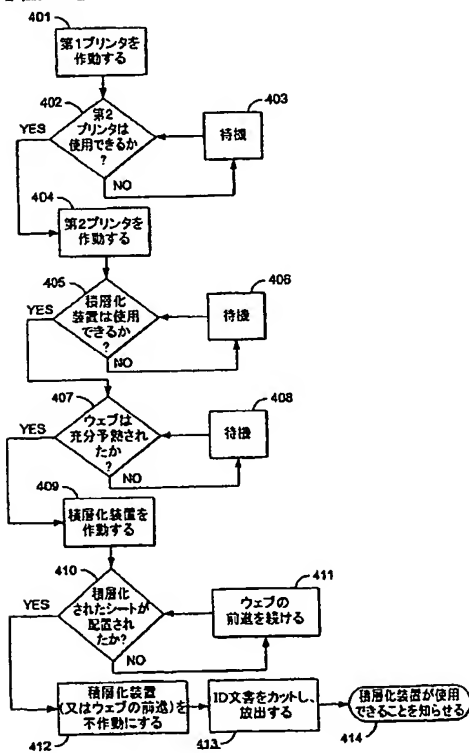 401
第1プリンタを
作動する
402
第2
プリンタは
使用できるか
?
YES
NO
403
待機
404
第2プリンタを
作動する
405
積層化
装置は使用
できるか
?
YES
NO
406
待機
407
ウェブは
充分予熱され
たか
?
YES
NO
408
待機
409
積層化装置を
作動する
410
積層化
されたシートが
配置され
たか?
YES
NO
411
ウェブの
前進を続ける
積層化装置
(又はウェブの前進)を
不作動にする
412
ID文書をカットし、
放出する
413
積層化装置が使用
できることを知らせる
414